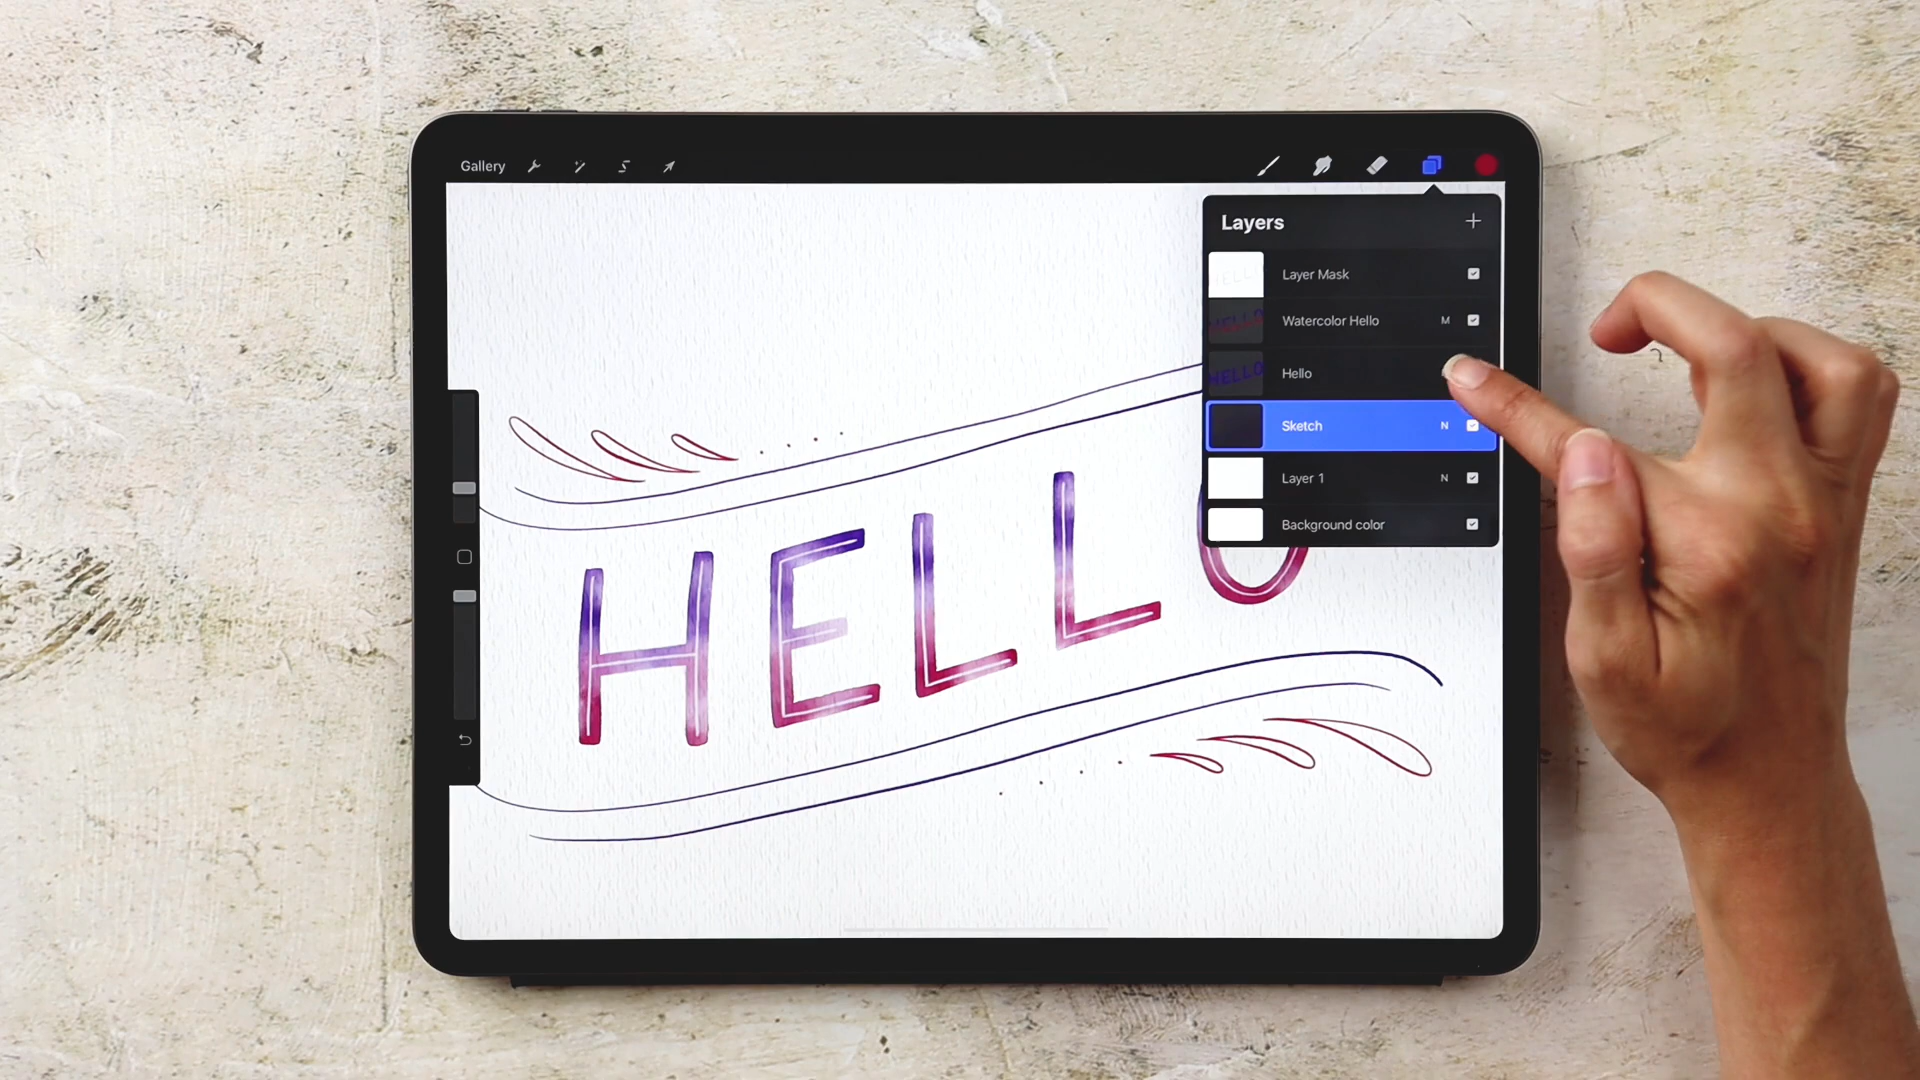 Gallery
Layers
Layer Mask
Watercolor Hello M
Hello
Sketch N
Layer 1 N
Background color
HELLO